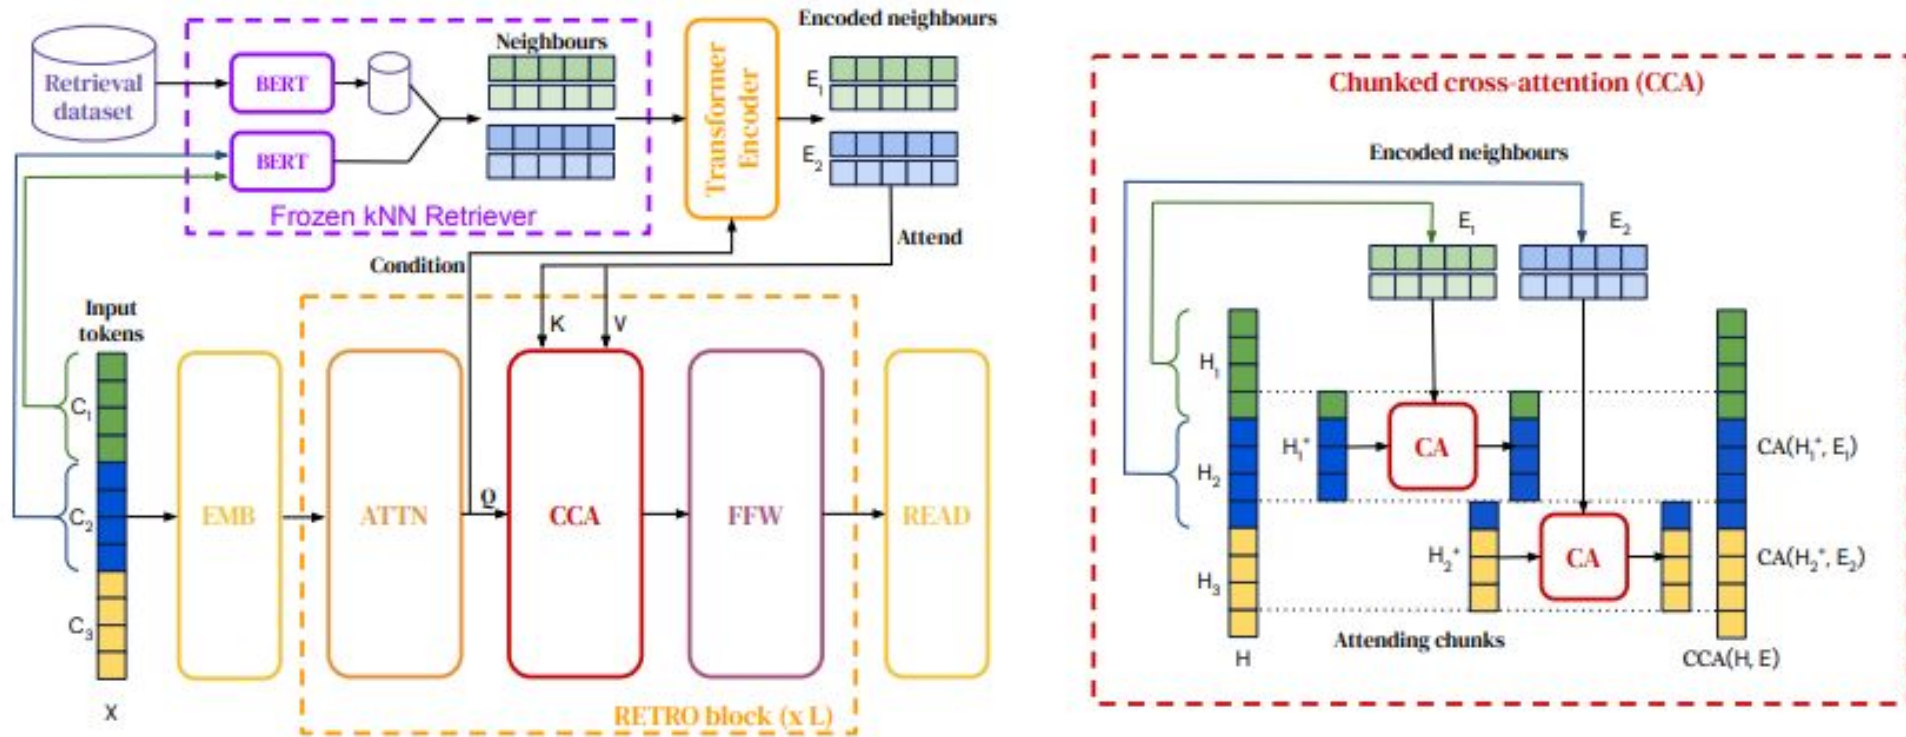 Retrieval
dataset
BERT
BERT
Neighbours
Frozen kNN Retriever
Transformer
Encoder
Encoded neighbours
E1
E2
Condition
Attend
Input
tokens
C1
C2
C3
X
EMB
ATTN
Q
K
V
CCA
FFW
READ
RETRO block (x L)
Chunked cross-attention (CCA)
Encoded neighbours
E1
E2
H1
H2
H3
H
H1+
CA
H2+
CA
Attending chunks
CA(H1+, E1)
CA(H2+, E2)
CCA(H, E)